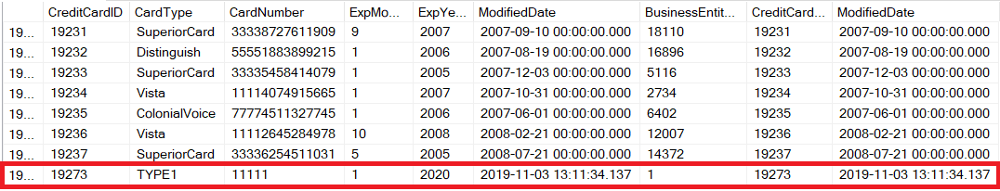 CreditCardID CardType CardNumber ExpMo... ExpYe... ModifiedDate BusinessEntit... CreditCard... ModifiedDate
19... 19231 SuperiorCard 33338727611909 9 2007 2007-09-10 00:00:00.000 18110 19231 2007-09-10 00:00:00.000
19... 19232 Distinguish 55551883899215 1 2006 2007-08-19 00:00:00.000 16896 19232 2007-08-19 00:00:00.000
19... 19233 SuperiorCard 33335458414079 1 2005 2007-12-03 00:00:00.000 5116 19233 2007-12-03 00:00:00.000
19... 19234 Vista 11114074915665 1 2007 2007-10-31 00:00:00.000 2734 19234 2007-10-31 00:00:00.000
19... 19235 ColonialVoice 77774511327745 1 2006 2007-06-01 00:00:00.000 6402 19235 2007-06-01 00:00:00.000
19... 19236 Vista 11112645284978 10 2008 2008-02-21 00:00:00.000 12007 19236 2008-02-21 00:00:00.000
19... 19237 SuperiorCard 33336254511031 5 2005 2008-07-21 00:00:00.000 14372 19237 2008-07-21 00:00:00.000
19... 19273 TYPE1 11111 1 2020 2019-11-03 13:11:34.137 1 19273 2019-11-03 13:11:34.137